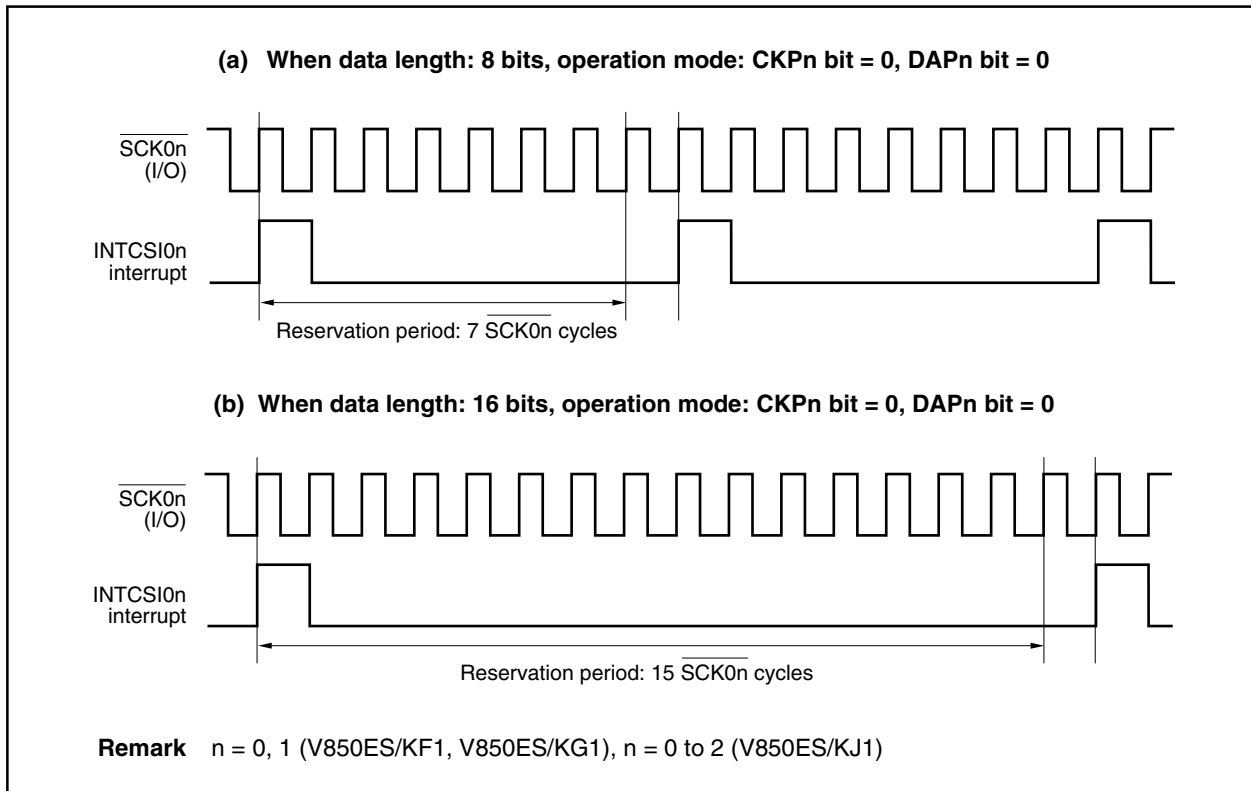 (a) When data length: 8 bits, operation mode: CKPn bit = 0, DAPn bit = 0
SCK0n
(I/O)
INTCSI0n
interrupt
Reservation period: 7 SCK0n cycles
(b) When data length: 16 bits, operation mode: CKPn bit = 0, DAPn bit = 0
SCK0n
(I/O)
INTCSI0n
interrupt
Reservation period: 15 SCK0n cycles
Remark n = 0, 1 (V850ES/KF1, V850ES/KG1), n = 0 to 2 (V850ES/KJ1)